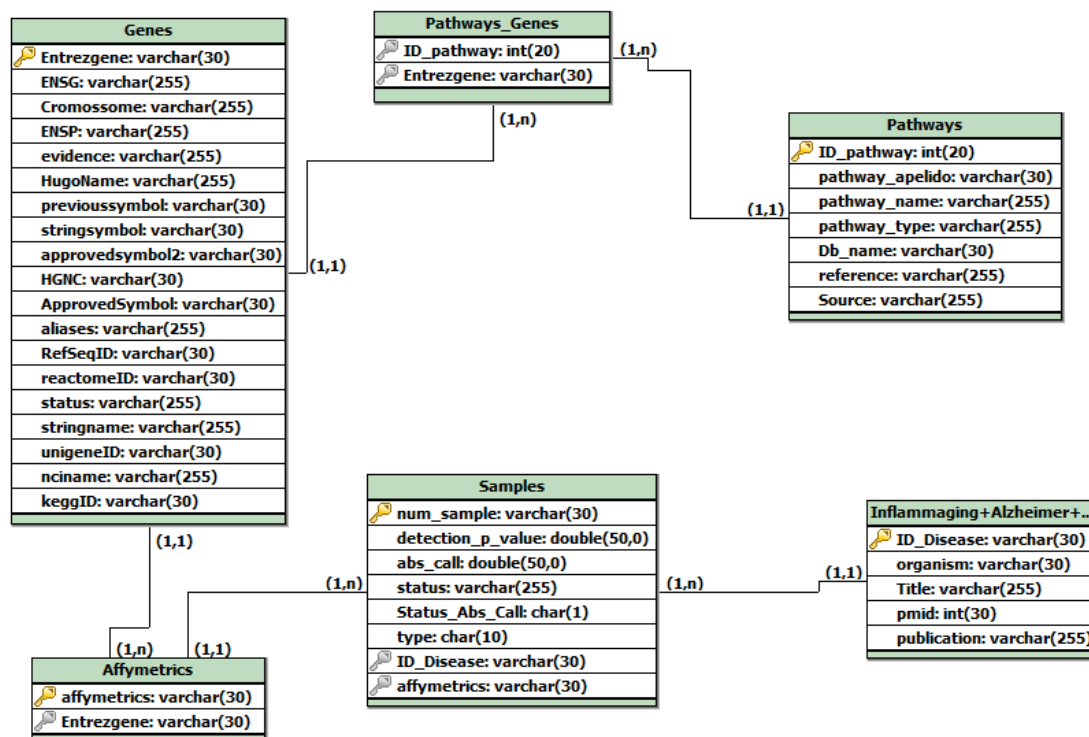 Genes
Entrezgene: varchar(30)
ENSG: varchar(255)
Cromossome: varchar(255)
ENSP: varchar(255)
evidence: varchar(255)
HugoName: varchar(255)
previoussymbol: varchar(30)
stringsymbol: varchar(30)
approvedsymbol2: varchar(30)
HGNC: varchar(30)
ApprovedSymbol: varchar(30)
aliases: varchar(255)
RefSeqID: varchar(30)
reactomeID: varchar(30)
status: varchar(255)
stringname: varchar(255)
unigeneID: varchar(30)
nciname: varchar(255)
keggID: varchar(30)
(1,1)
(1,1)
Pathways_Genes
ID_pathway: int(20)
Entrezgene: varchar(30)
(1,n)
(1,n)
Pathways
ID_pathway: int(20)
pathway_apelido: varchar(30)
pathway_name: varchar(255)
pathway_type: varchar(255)
Db_name: varchar(30)
reference: varchar(255)
Source: varchar(255)
(1,1)
Samples
num_sample: varchar(30)
detection_p_value: double(50,0)
abs_call: double(50,0)
status: varchar(255)
Status_Abs_Call: char(1)
type: char(10)
ID_Disease: varchar(30)
affymetrics: varchar(30)
(1,n)
(1,n)
Inflammaging+Alzheimer+...
ID_Disease: varchar(30)
organism: varchar(30)
Title: varchar(255)
pmid: int(30)
publication: varchar(255)
(1,1)
(1,n)
(1,1)
Affymetrics
affymetrics: varchar(30)
Entrezgene: varchar(30)